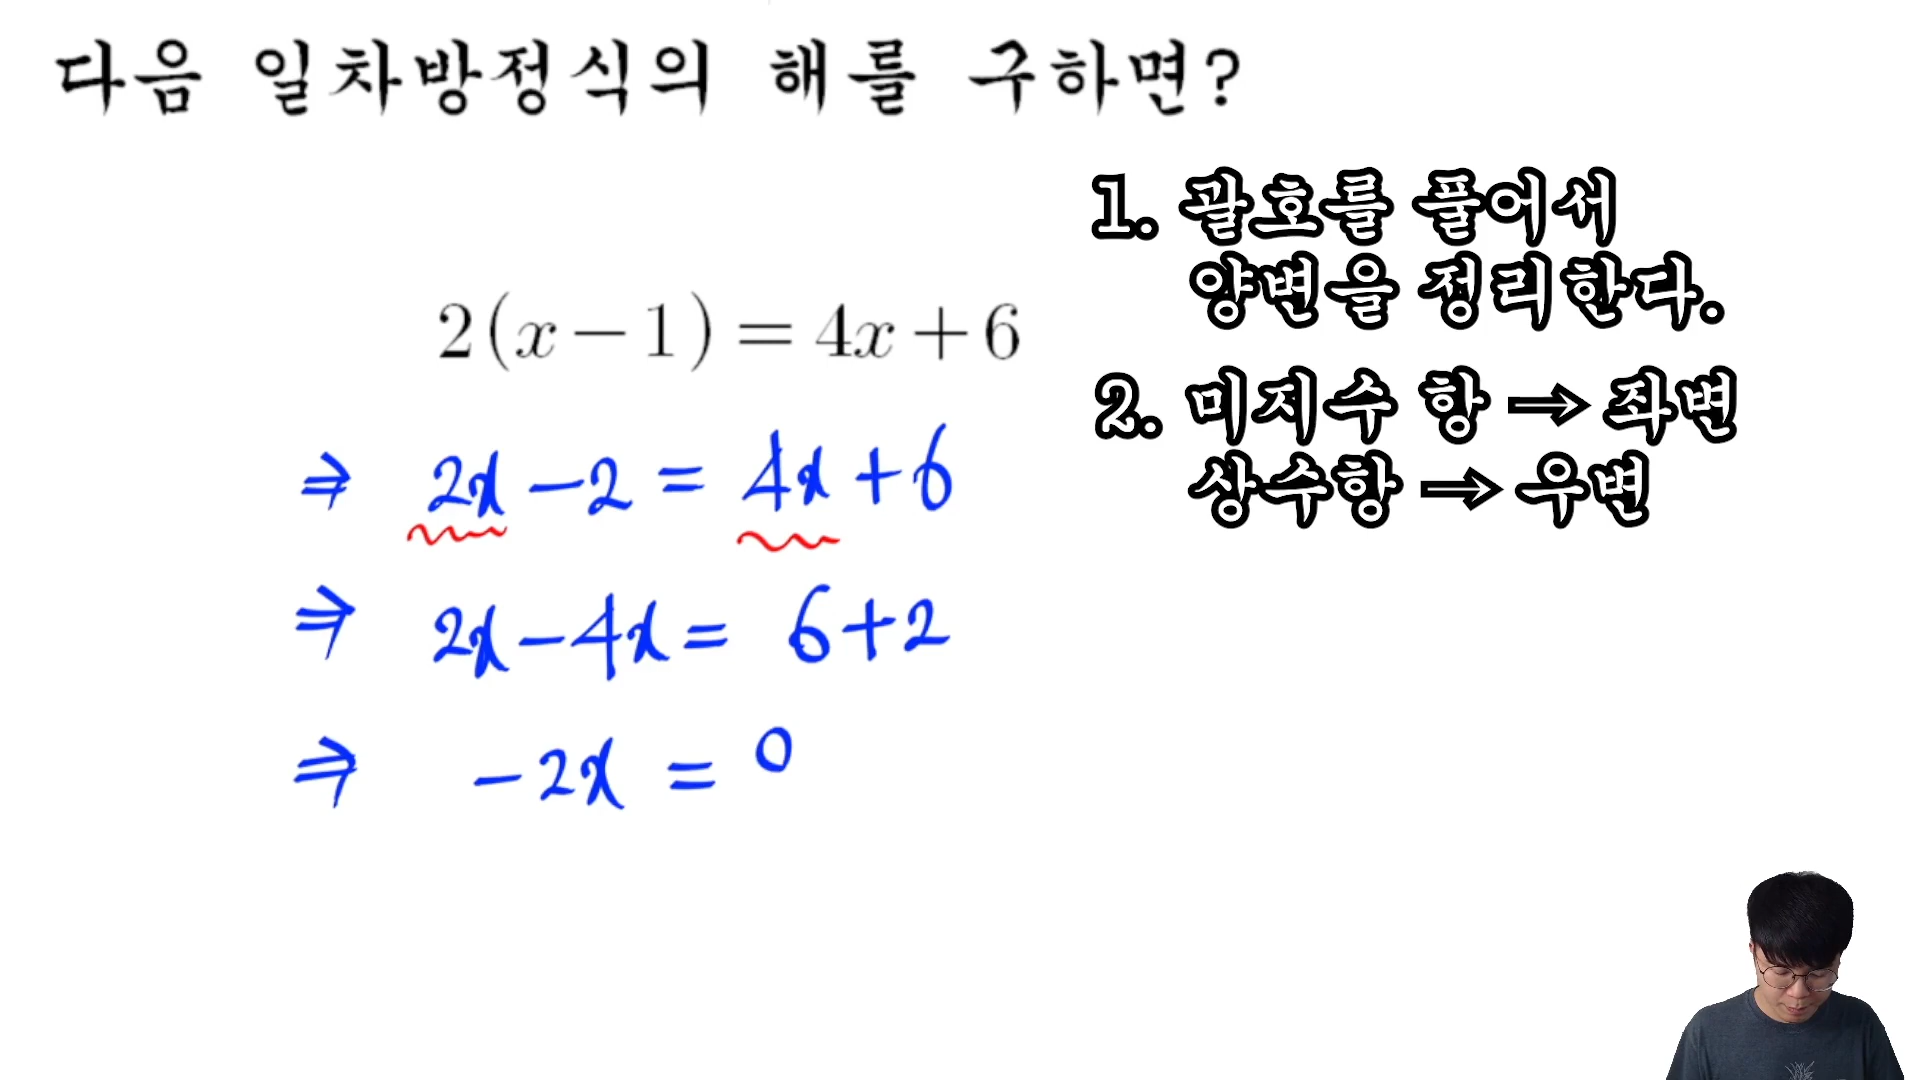 다음 일차방정식의 해를 구하면?
1. 괄호를 풀어서
양변을 정리한다.
2(x-1)=4x+6
2. 미지수 항 ⇒ 좌변
상수항 ⇒ 우변
⇒ 2x-2=4x+6
⇒ 2x-4x=6+2
⇒ -2x=0